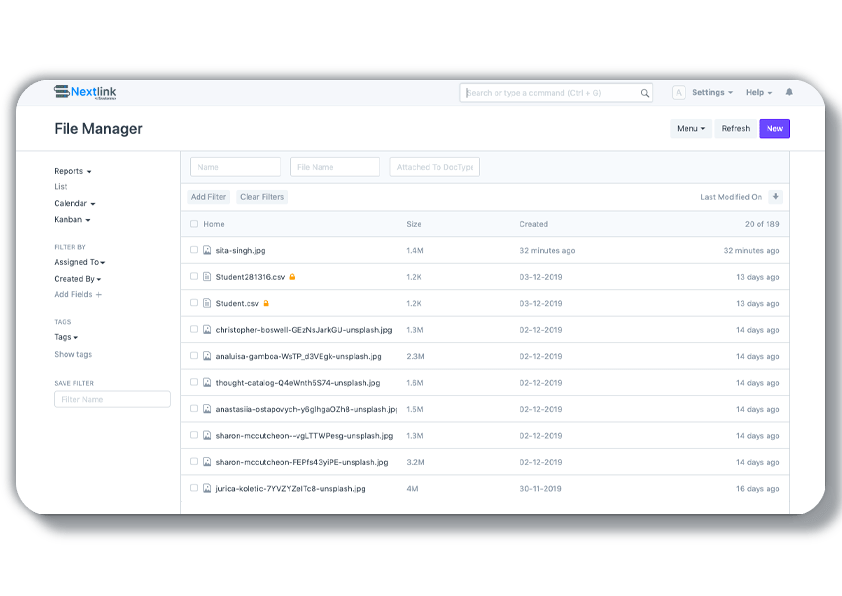 Nextlink
Search or type a command (Ctrl + G)
A
Settings
Help
File Manager
Menu
Refresh
New
Reports
List
Calendar
Kanban
FILTER BY
Assigned To
Created By
Add Fields +
TAGS
Tags
Show tags
SAVE FILTER
Filter Name
Name
File Name
Attached To DocType
Add Filter
Clear Filters
Last Modified On
Home Size Created 20 of 189
sita-singh.jpg 1.4M 32 minutes ago 32 minutes ago
Student281316.csv 1.2K 03-12-2019 13 days ago
Student.csv 1.2K 03-12-2019 13 days ago
christopher-boswell-GEzNsJarkGU-unsplash.jpg 1.3M 02-12-2019 14 days ago
analuisa-gamboa-WsTP_d3VEgk-unsplash.jpg 2.3M 02-12-2019 14 days ago
thought-catalog-Q4eWnth5S74-unsplash.jpg 1.6M 02-12-2019 14 days ago
anastasiia-ostapovych-y6glhgaOZh8-unsplash.jp 1.5M 02-12-2019 14 days ago
sharon-mccutcheon--vgLTTWPesg-unsplash.jpg 1.3M 02-12-2019 14 days ago
sharon-mccutcheon-FEPfs43yiPE-unsplash.jpg 3.2M 02-12-2019 14 days ago
jurica-koletic-7YVZYZeITc8-unsplash.jpg 4M 30-11-2019 16 days ago